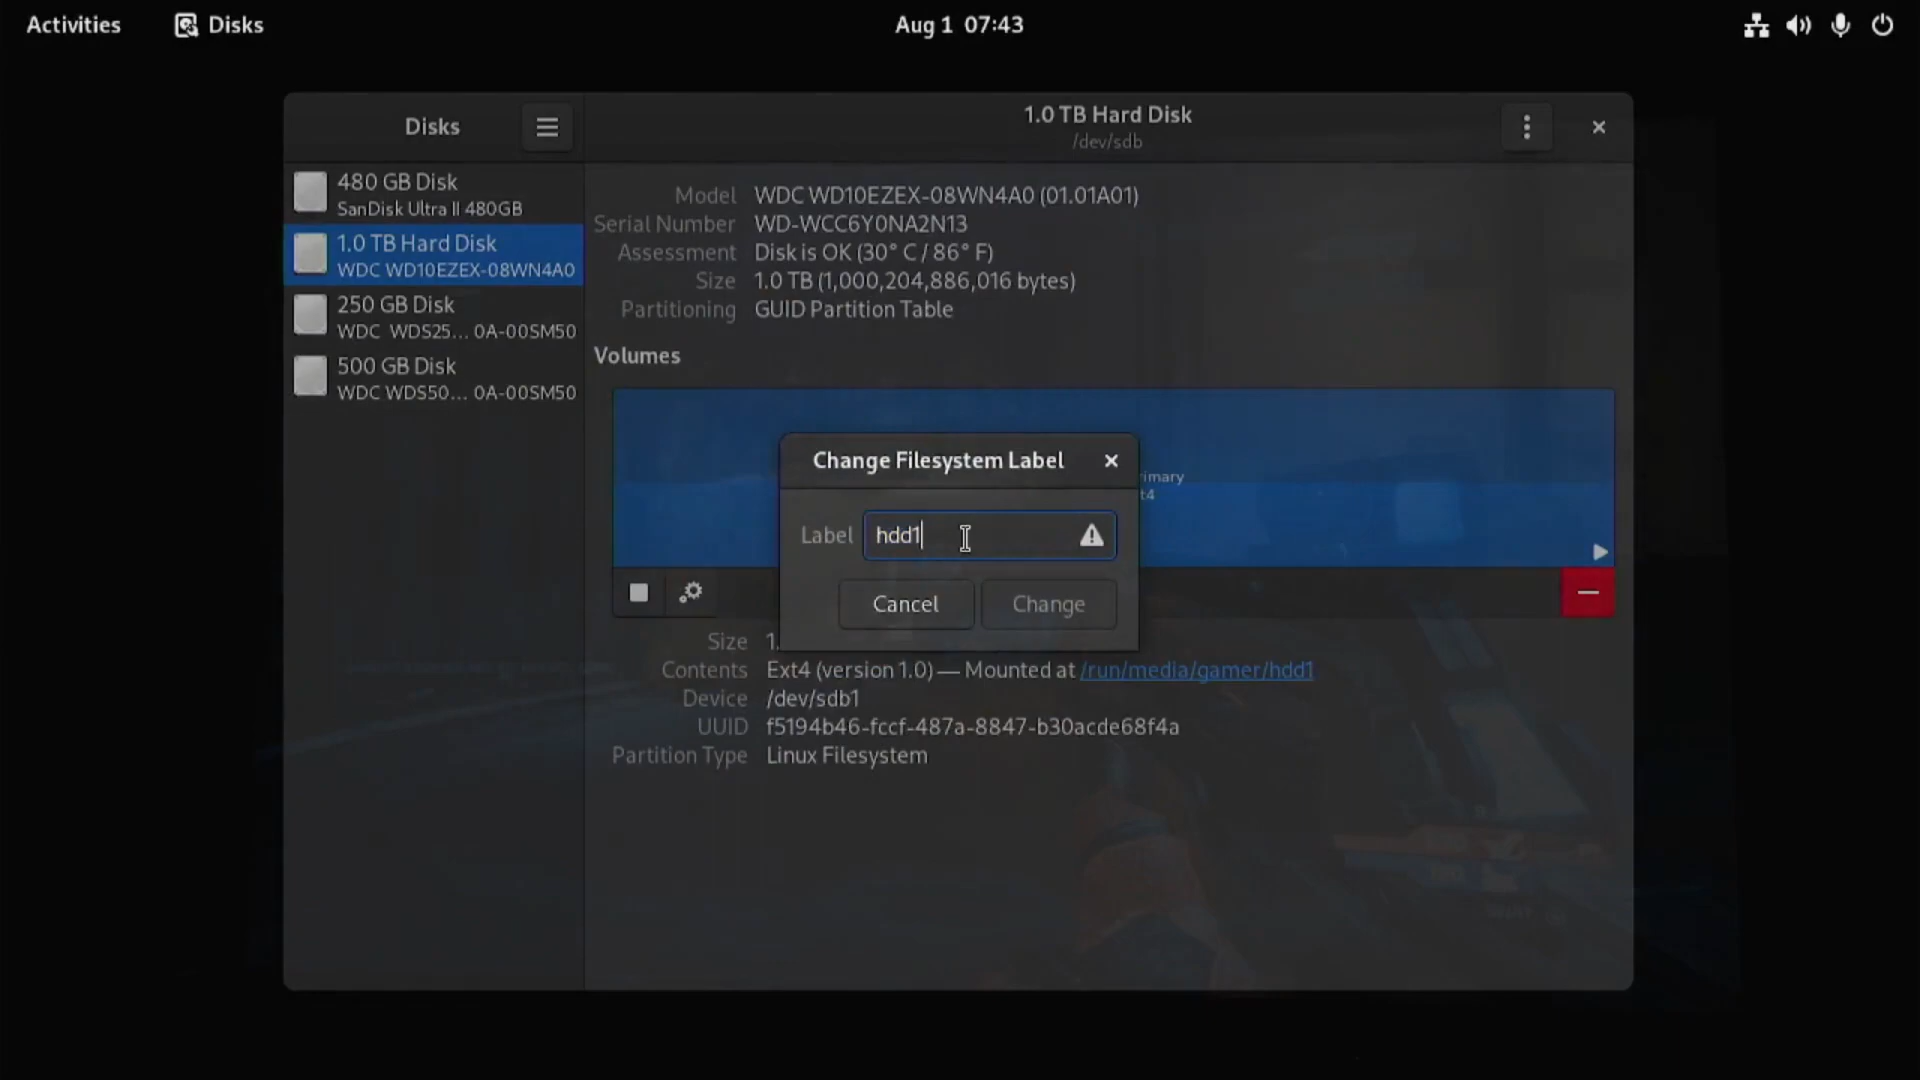 Activities
Disks
Aug 1 07:43
Disks
1.0 TB Hard Disk
/dev/sdb
480 GB Disk
SanDisk Ultra II 480GB
1.0 TB Hard Disk
WDC WD10EZEX-08WN4A0
250 GB Disk
WDC WDS25... 0A-00SM50
500 GB Disk
WDC WDS50... 0A-00SM50
Model WDC WD10EZEX-08WN4A0 (01.01A01)
Serial Number WD-WCC6Y0NA2N13
Assessment Disk is OK (30° C / 86° F)
Size 1.0 TB (1,000,204,886,016 bytes)
Partitioning GUID Partition Table
Volumes
Change Filesystem Label
Label hdd1
Cancel
Change
Size 1.
Contents Ext4 (version 1.0) — Mounted at /run/media/gamer/hdd1
Device /dev/sdb1
UUID f5194b46-fccf-487a-8847-b30acde68f4a
Partition Type Linux Filesystem